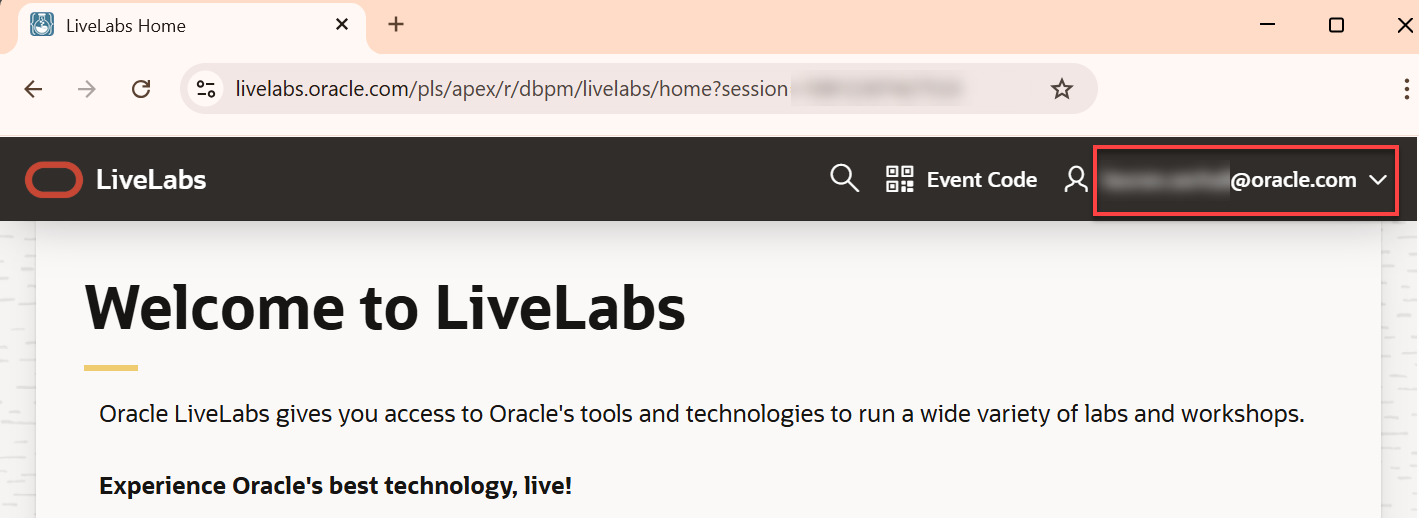 LiveLabs Home
livelabs.oracle.com/pls/apex/r/dbpm/livelabs/home?session
LiveLabs Event Code @oracle.com
Welcome to LiveLabs
Oracle LiveLabs gives you access to Oracle's tools and technologies to run a wide variety of labs and workshops.
Experience Oracle's best technology, live!